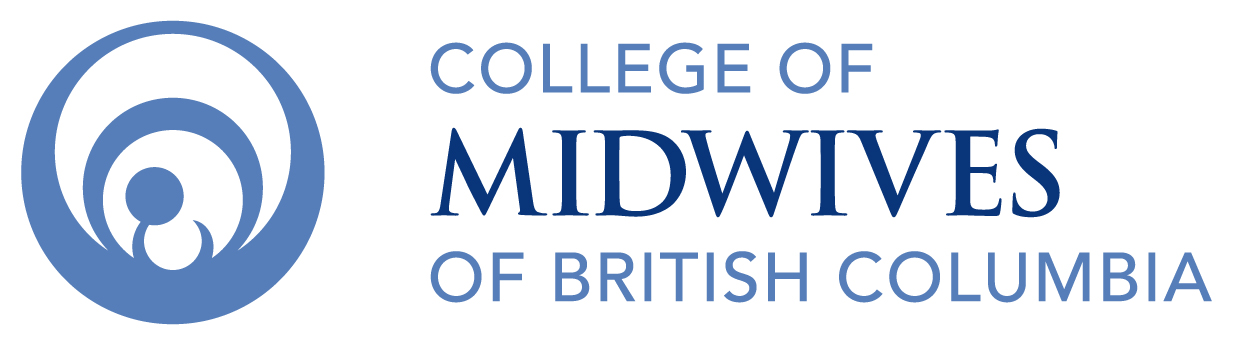 COLLEGE OF
MIDWIVES
OF BRITISH COLUMBIA